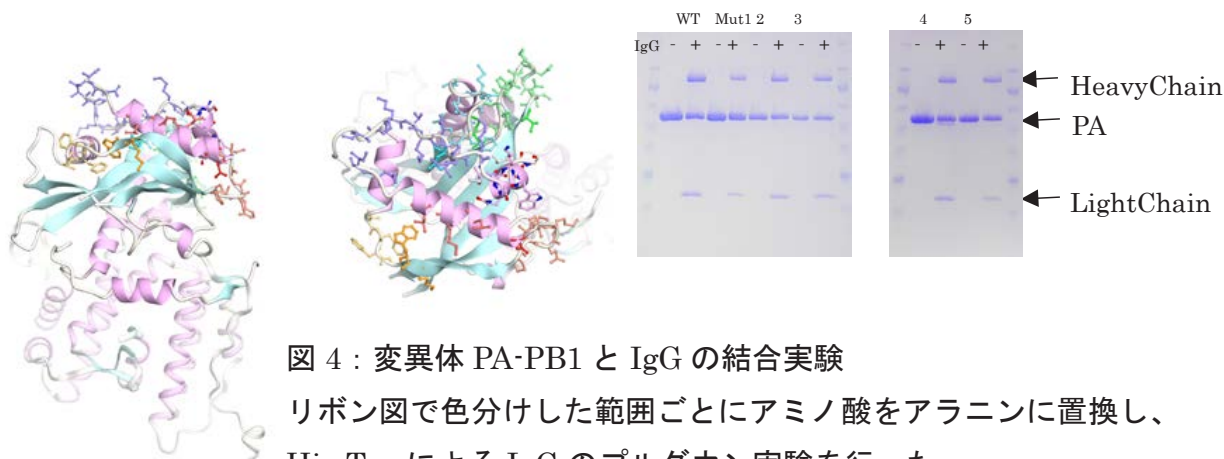 WT Mut1 2 3
IgG - + - + - + - +
4 5
- + - +
HeavyChain
PA
LightChain
図 4：変異体 PA-PB1 と IgG の結合実験
リボン図で色分けした範囲ごとにアミノ酸をアラニンに置換し、